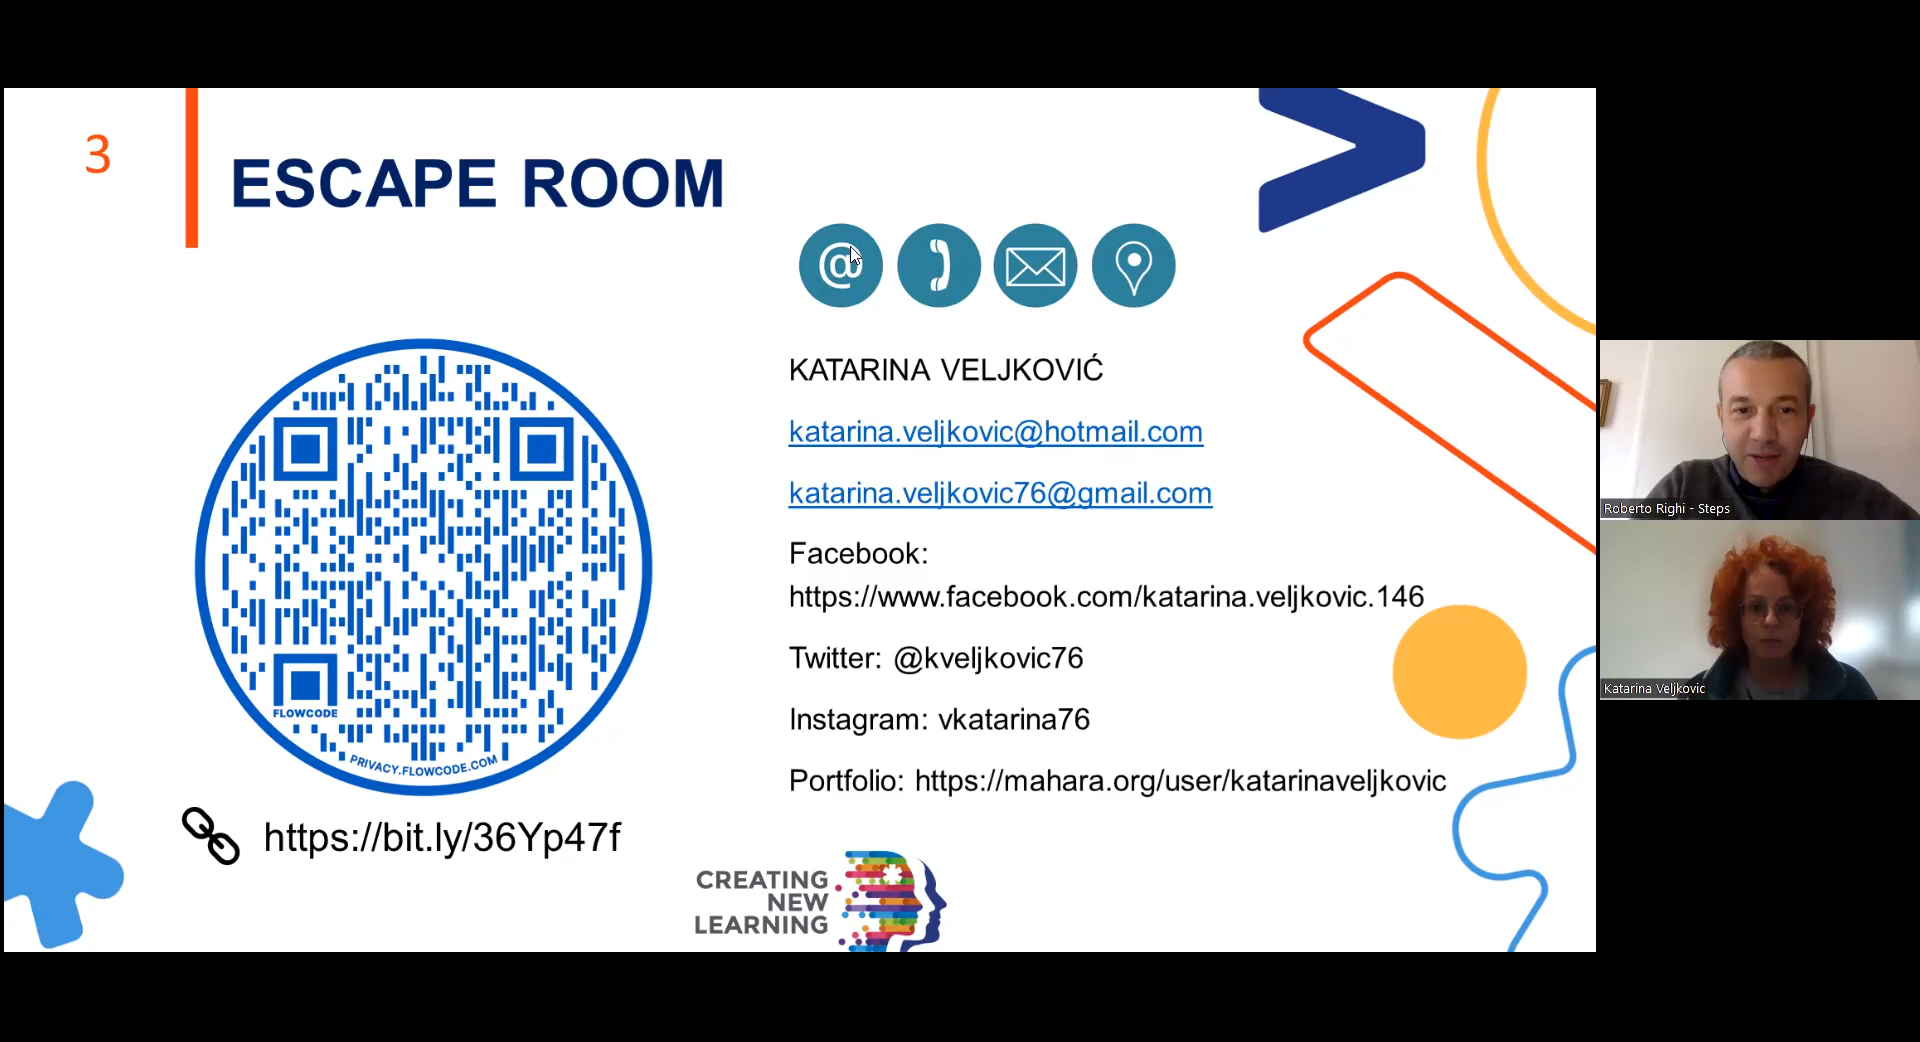 3
ESCAPE ROOM
@
KATARINA VELJKOVIĆ
katarina.veljkovic@hotmail.com
katarina.veljkovic76@gmail.com
Facebook:
https://www.facebook.com/katarina.veljkovic.146
Twitter: @kveljkovic76
Instagram: vkatarina76
Portfolio: https://mahara.org/user/katarinaveljkovic
FLOWCODE
PRIVACY.FLOWCODE.COM
https://bit.ly/36Yp47f
CREATING
NEW
LEARNING
Roberto Righi - Steps
Katarina Veljkovic